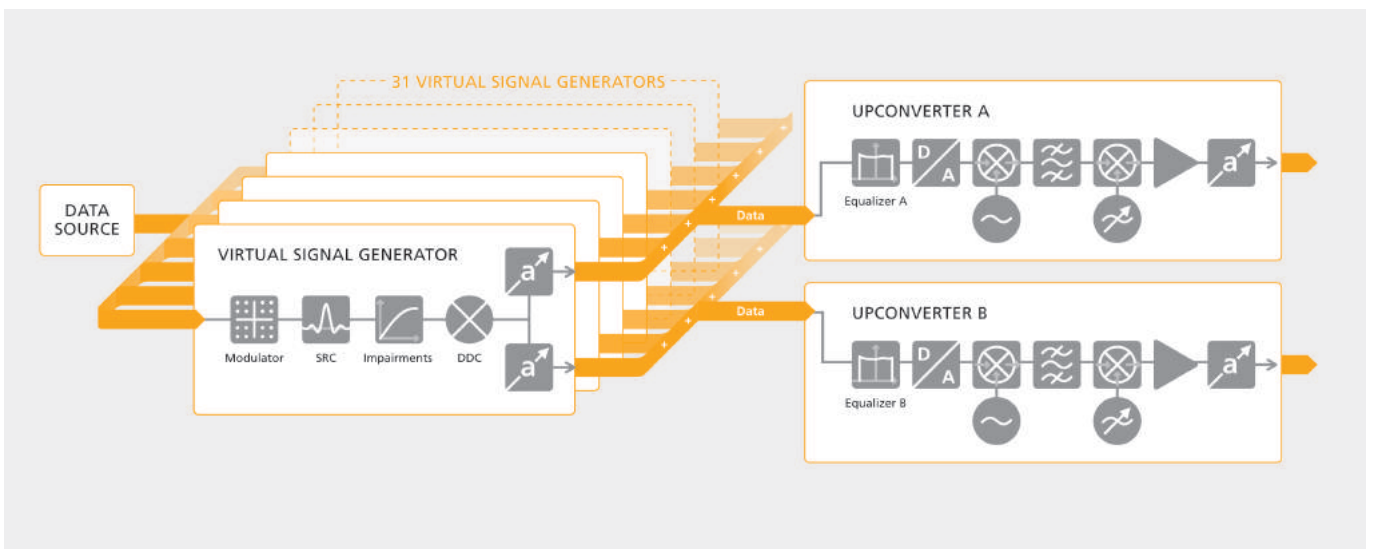 31 VIRTUAL SIGNAL GENERATORS
DATA
SOURCE
VIRTUAL SIGNAL GENERATOR
Modulator
SRC
Impairments
DDC
a
a
+
+
+
+
+
+
+
+
+
+
+
Data
Data
UPCONVERTER A
Equalizer A
D
A
a
UPCONVERTER B
Equalizer B
D
A
a